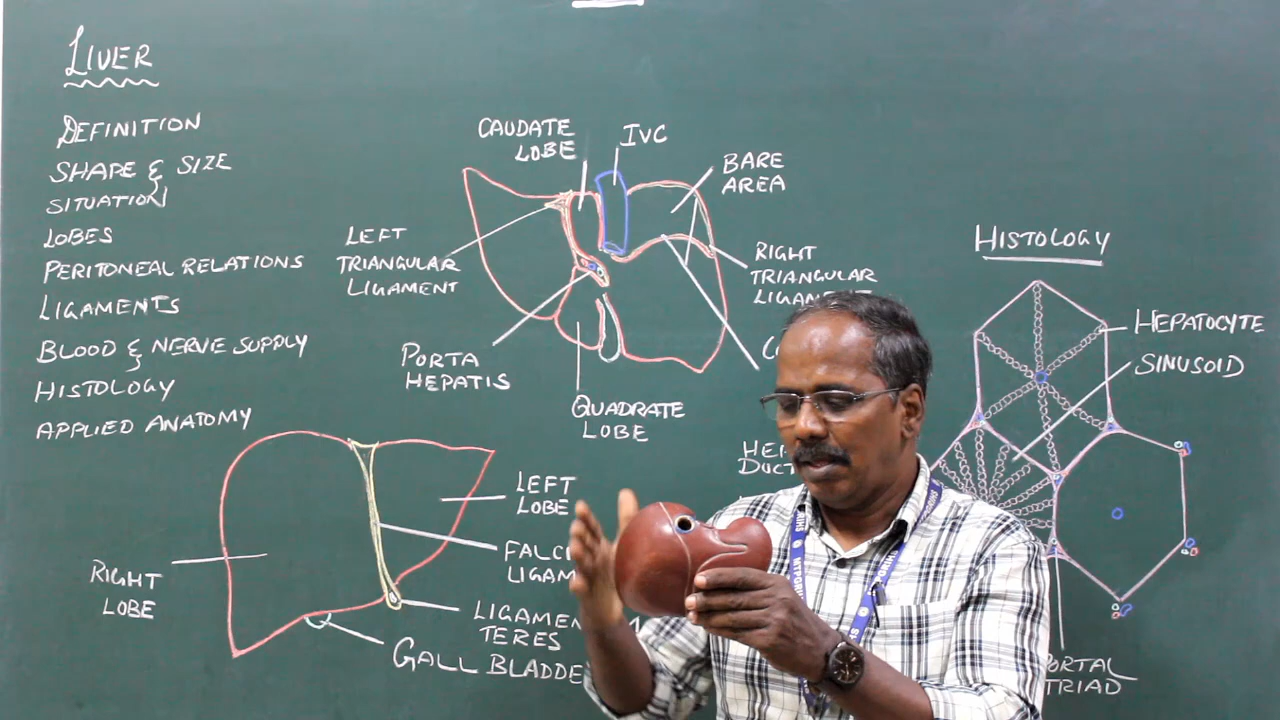 LIVER
DEFINITION
SHAPE & SIZE
SITUATION
LOBES
PERITONEAL RELATIONS
LIGAMENTS
BLOOD & NERVE SUPPLY
HISTOLOGY
APPLIED ANATOMY
CAUDATE
LOBE
IVC
BARE
AREA
LEFT
TRIANGULAR
LIGAMENT
RIGHT
TRIANGULAR
PORTA
HEPATIS
QUADRATE
LOBE
RIGHT
LOBE
LEFT
LOBE
TERES
GALL
HISTOLOGY
HEPATOCYTE
SINUSOID
TRIAD